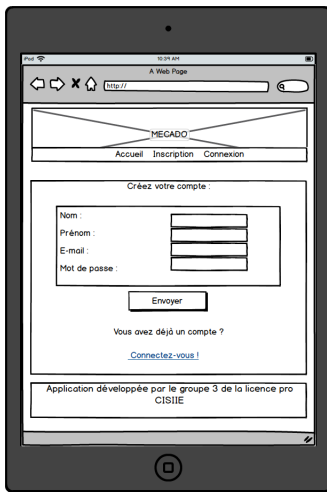 iPod
10:39 AM
A Web Page
http://
MECADO
Accueil Inscription Connexion
Créez votre compte :
Nom :
Prénom :
E-mail :
Mot de passe :
Envoyer
Vous avez déjà un compte ?
Connectez-vous !
Application développée par le groupe 3 de la licence pro
CISIIE